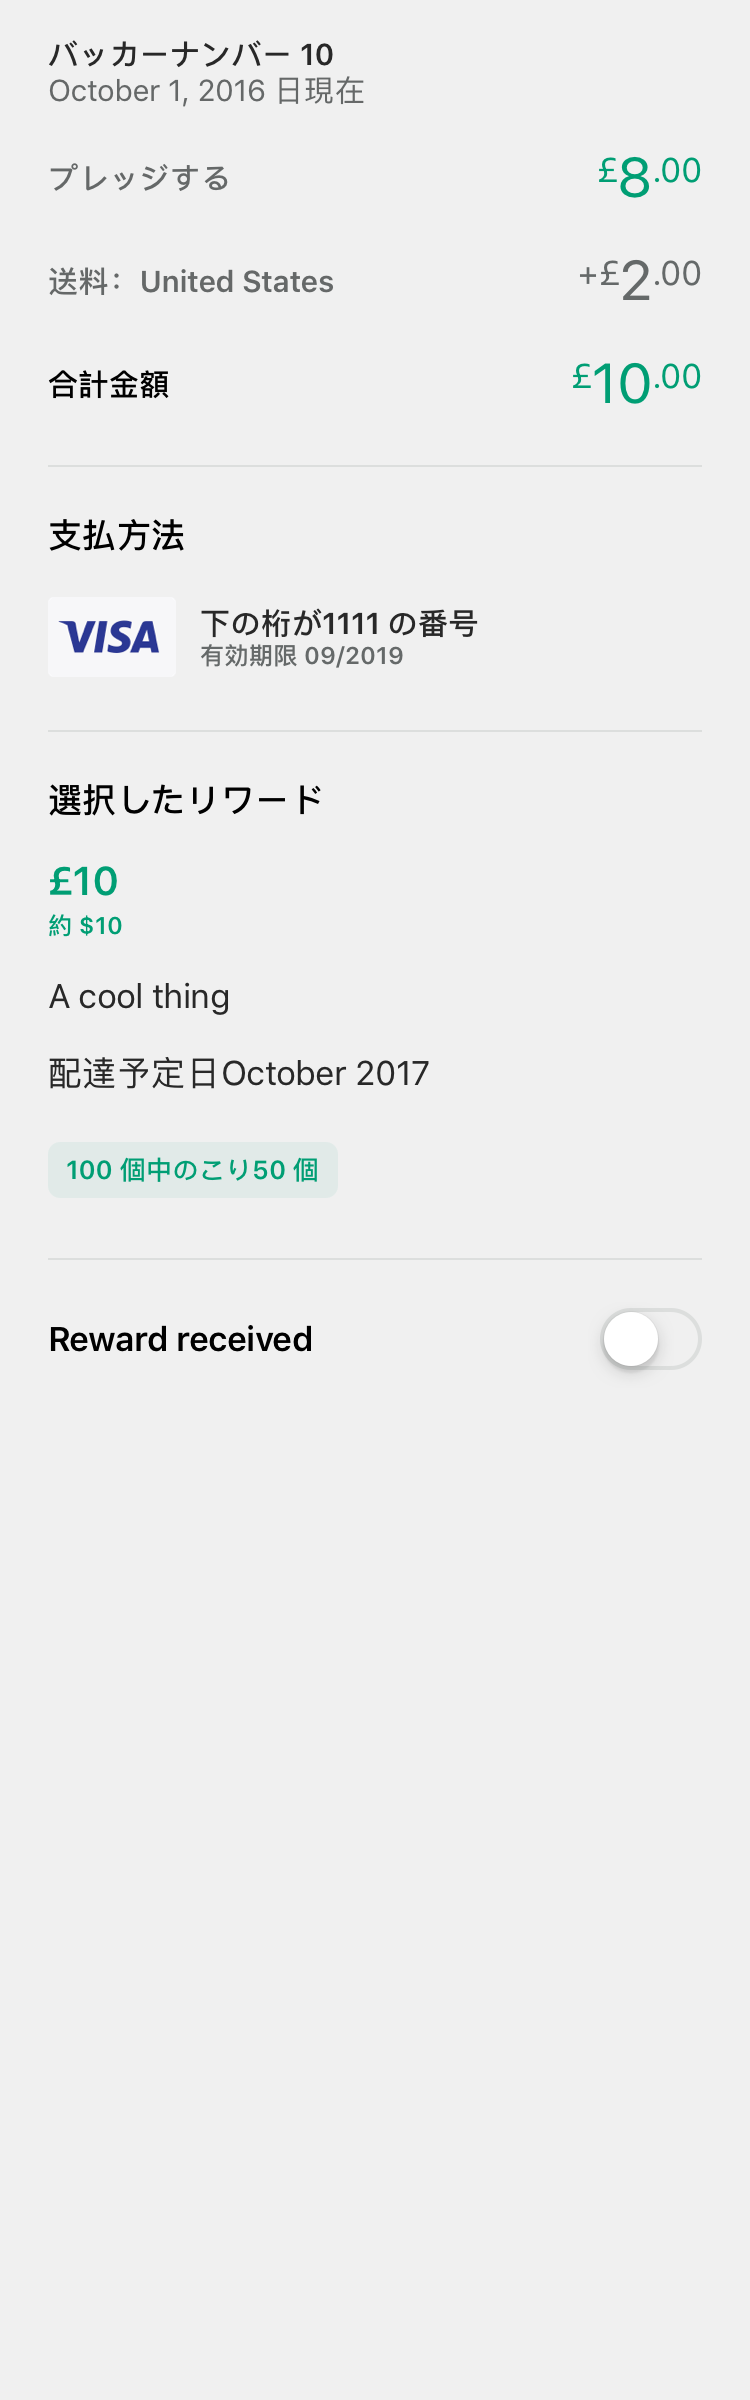 バッカーナンバー 10
October 1, 2016 日現在
プレッジする £8.00
送料: United States +£2.00
合計金額 £10.00
支払方法
VISA
下の桁が1111 の番号
有効期限 09/2019
選択したリワード
£10
約 $10
A cool thing
配達予定日October 2017
100 個中のこり50 個
Reward received